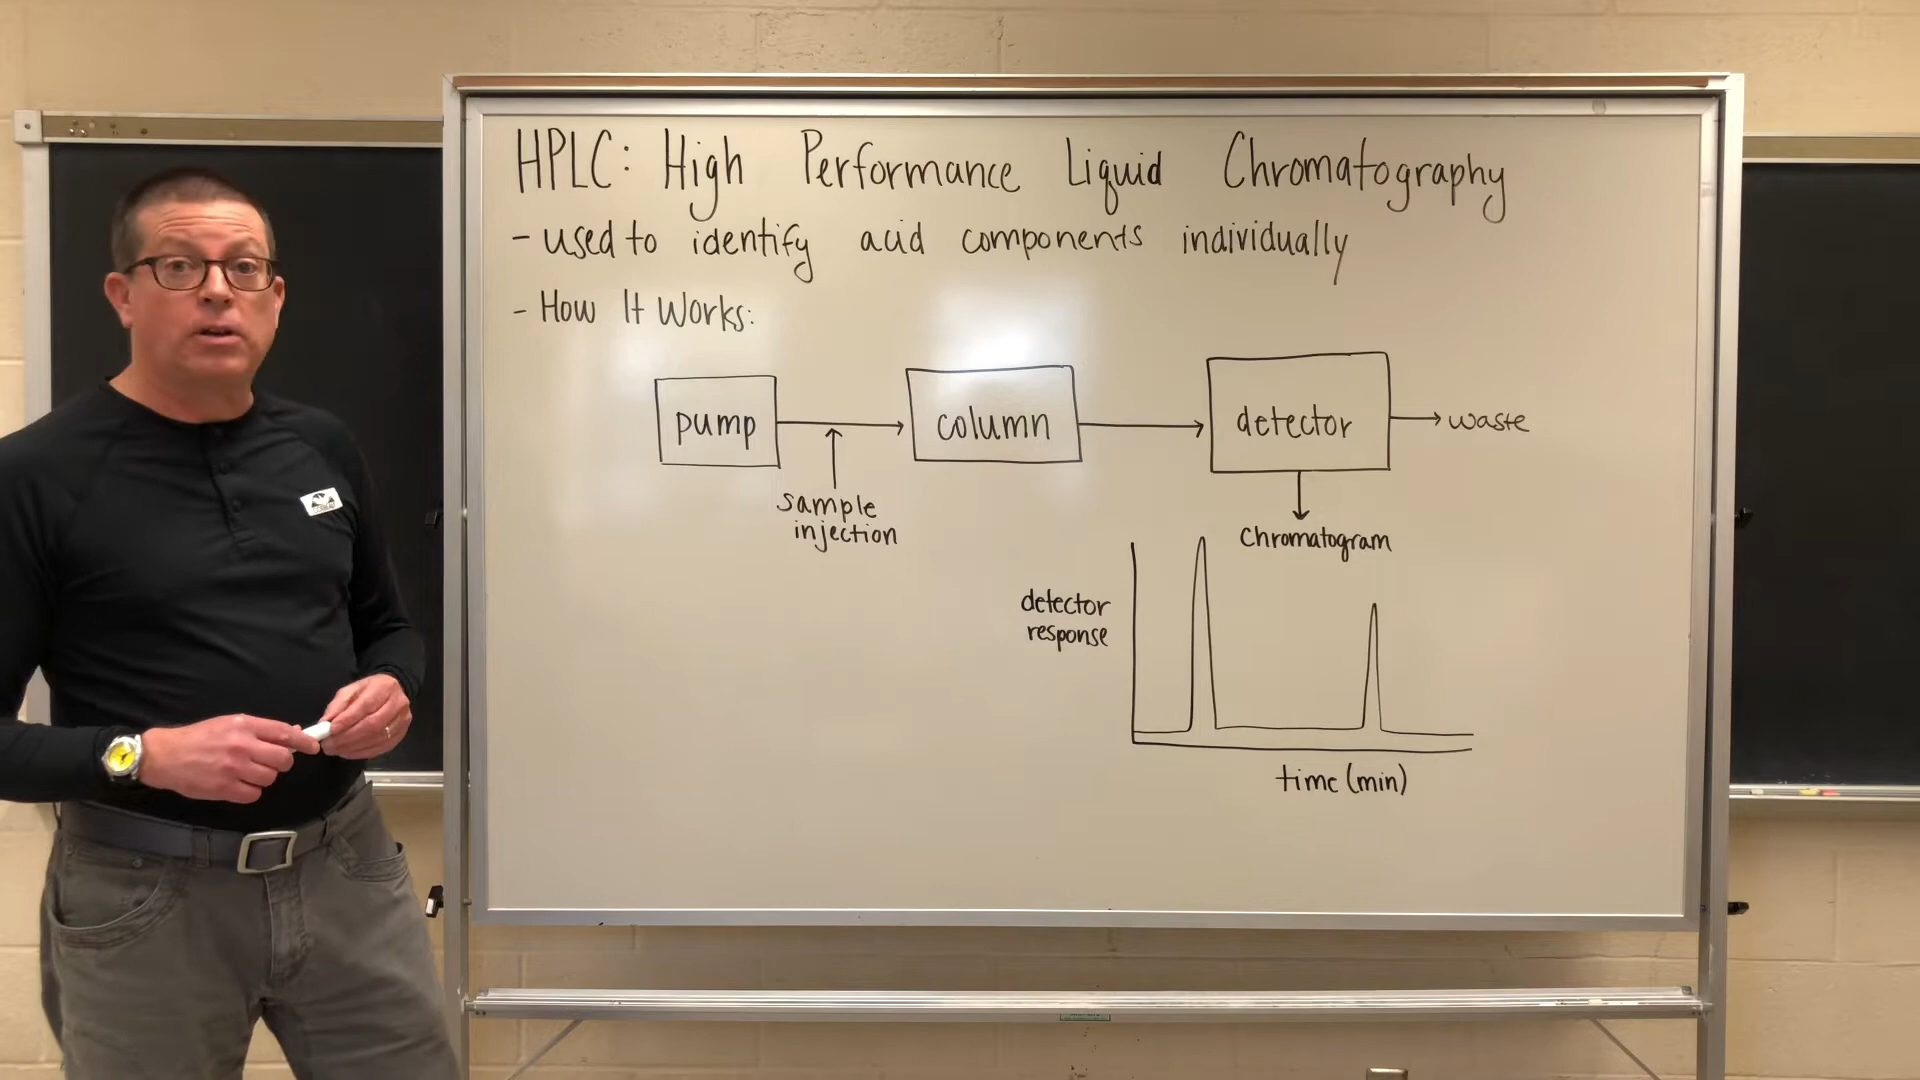 HPLC: High Performance Liquid Chromatography
- used to identify acid components individually
- How It Works:
pump
column
detector
waste
sample
injection
chromatogram
detector
response
time (min)